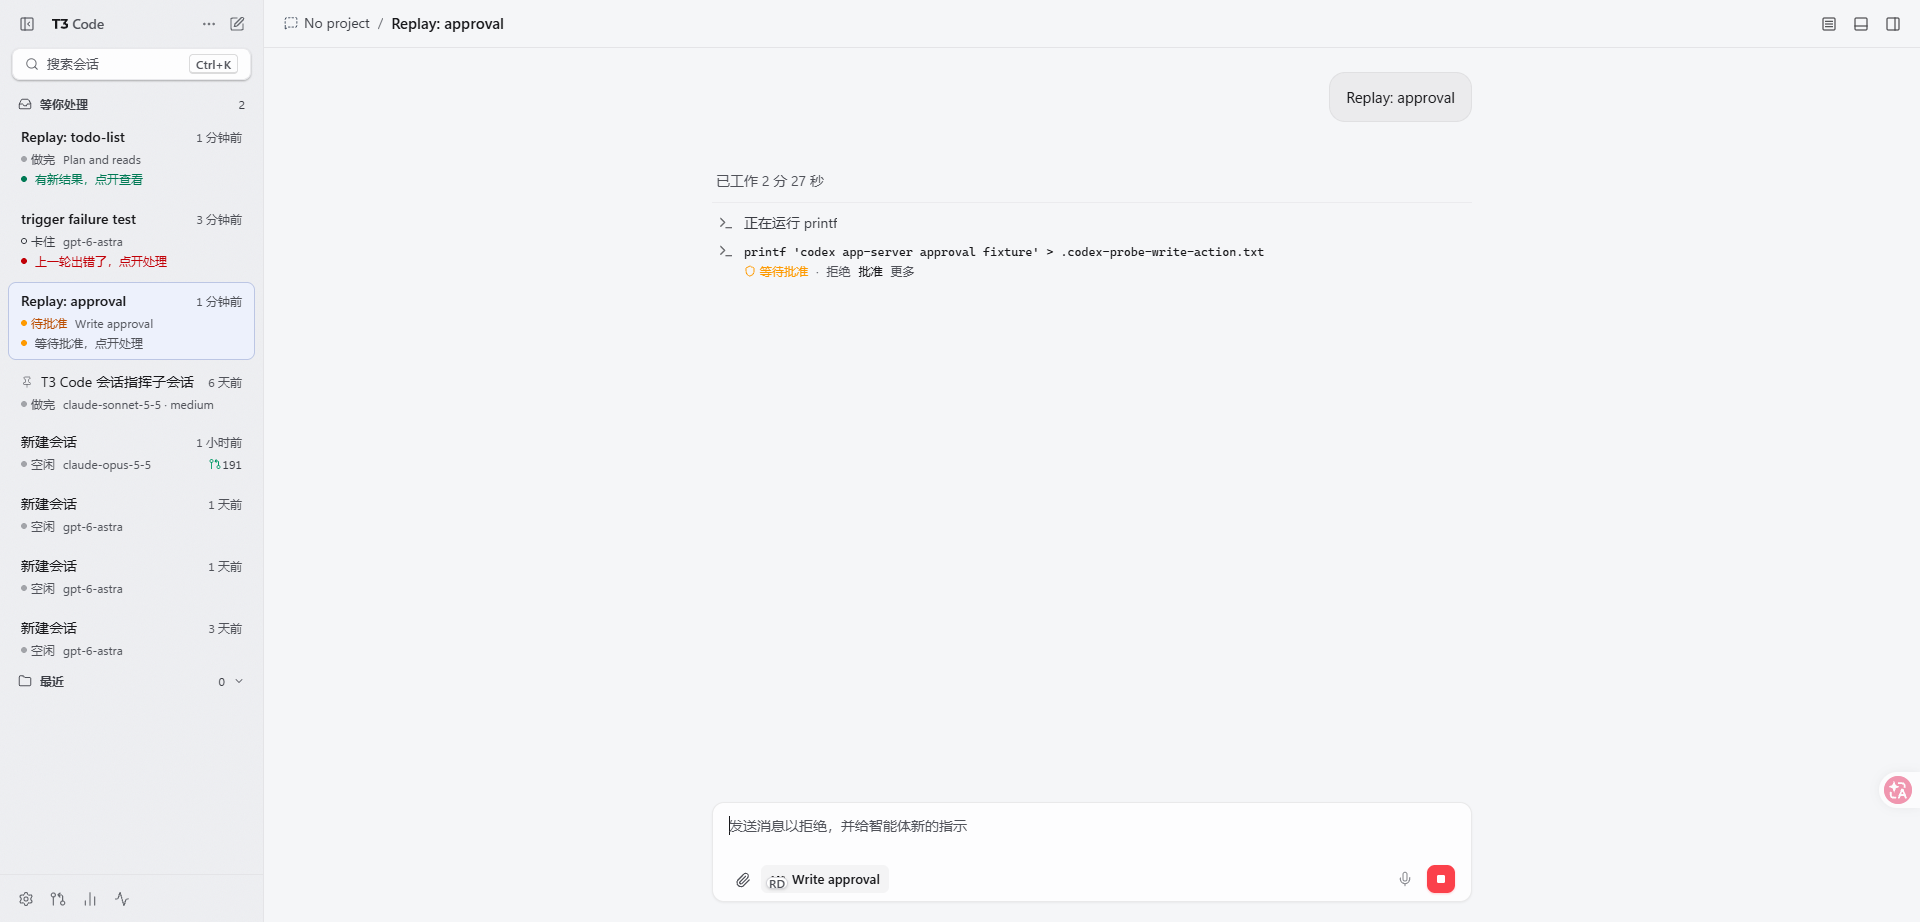 T3 Code
搜索会话 Ctrl+K
等你处理 2
Replay: todo-list 1 分钟前
做完 Plan and reads
有新结果，点开查看
trigger failure test 3 分钟前
卡住 gpt-6-astra
上一轮出错了，点开处理
Replay: approval 1 分钟前
待批准 Write approval
等待批准，点开处理
T3 Code 会话指挥子会话 6 天前
做完 claude-sonnet-5-5 · medium
新建会话 1 小时前
空闲 claude-opus-5-5 191
新建会话 1 天前
空闲 gpt-6-astra
新建会话 1 天前
空闲 gpt-6-astra
新建会话 3 天前
空闲 gpt-6-astra
最近 0
No project / Replay: approval
Replay: approval
已工作 2 分 27 秒
正在运行 printf
printf 'codex app-server approval fixture' > .codex-probe-write-action.txt
等待批准 · 拒绝 批准 更多
发送消息以拒绝，并给智能体新的指示
RD Write approval